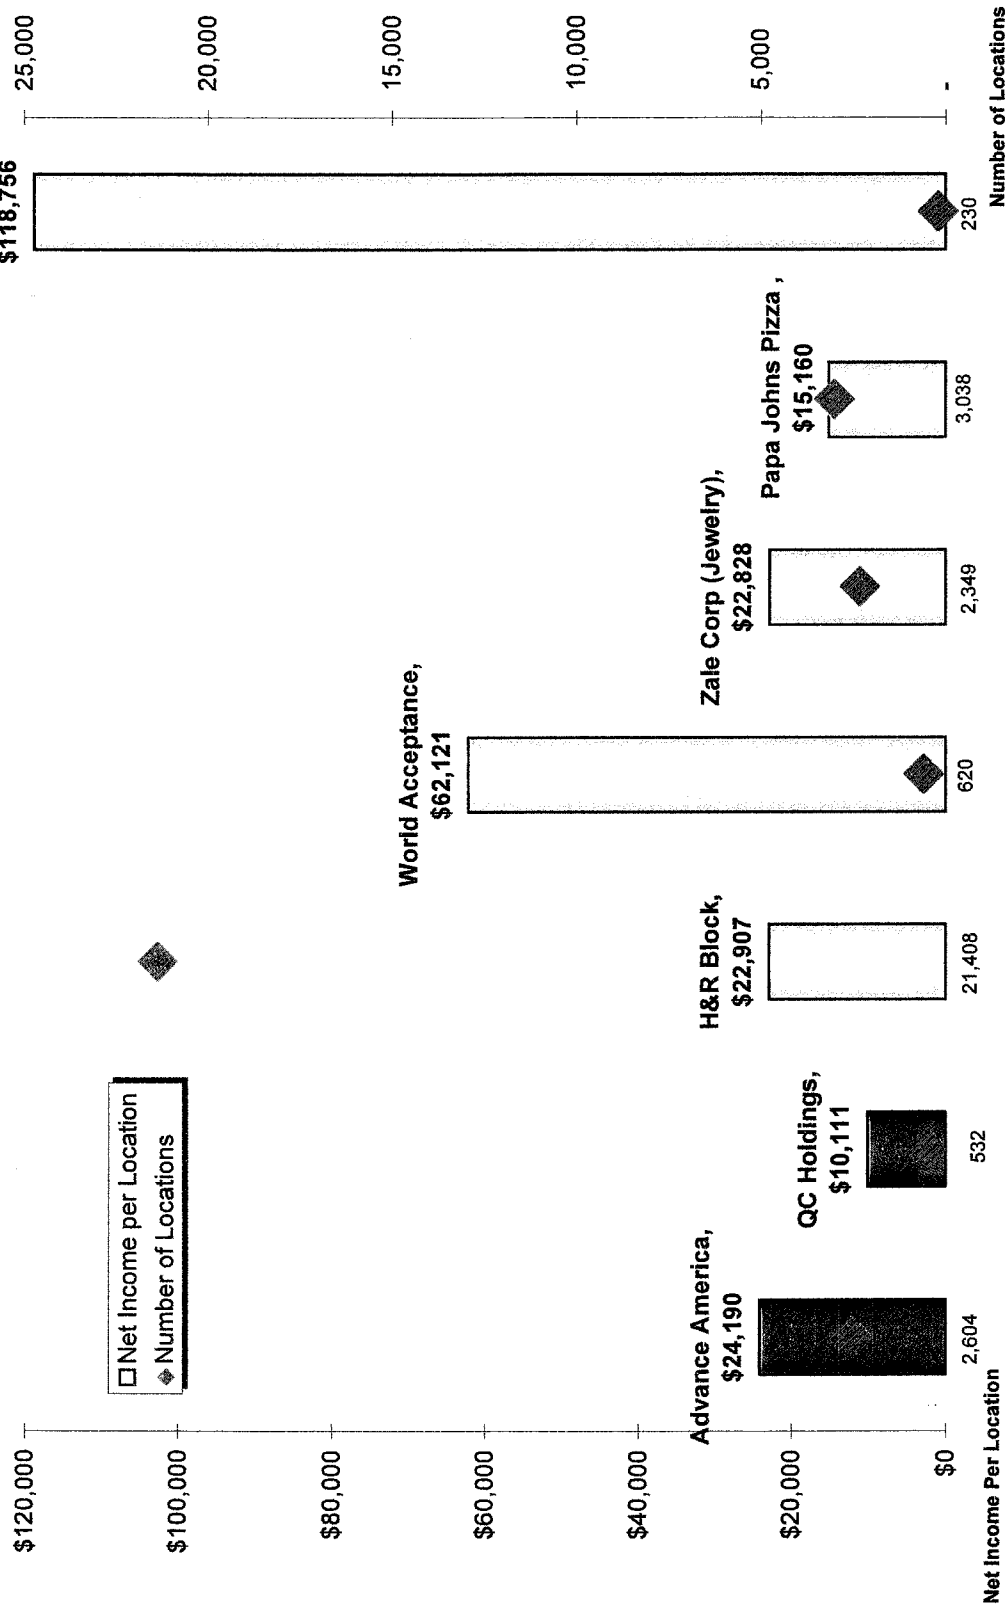 $120,000
$100,000
$80,000
$60,000
$40,000
$20,000
$0
Net Income Per Location
Net Income per Location
Number of Locations
Advance America,
$24,190
2,604
QC Holdings,
$10,111
532
H&R Block,
$22,907
21,408
World Acceptance,
$62,121
620
Zale Corp (Jewelry),
$22,828
2,349
Papa Johns Pizza ,
$15,160
3,038
$118,756
230
25,000
20,000
15,000
10,000
5,000
-
Number of Locations